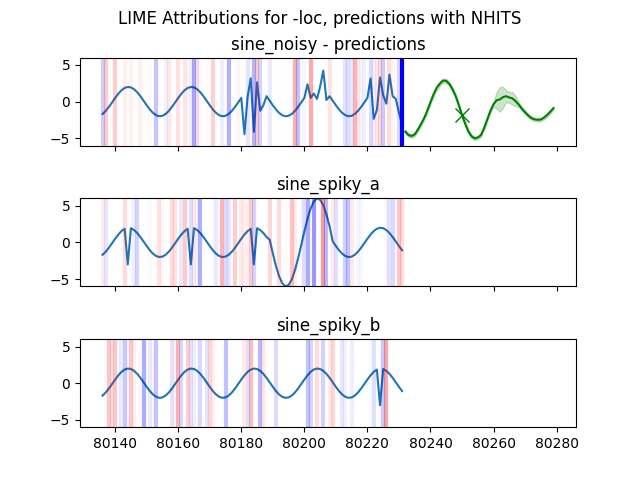 LIME Attributions for -loc, predictions with NHITS
sine_noisy - predictions
5
0
−5
sine_spiky_a
5
0
−5
sine_spiky_b
5
0
−5
80140 80160 80180 80200 80220 80240 80260 80280